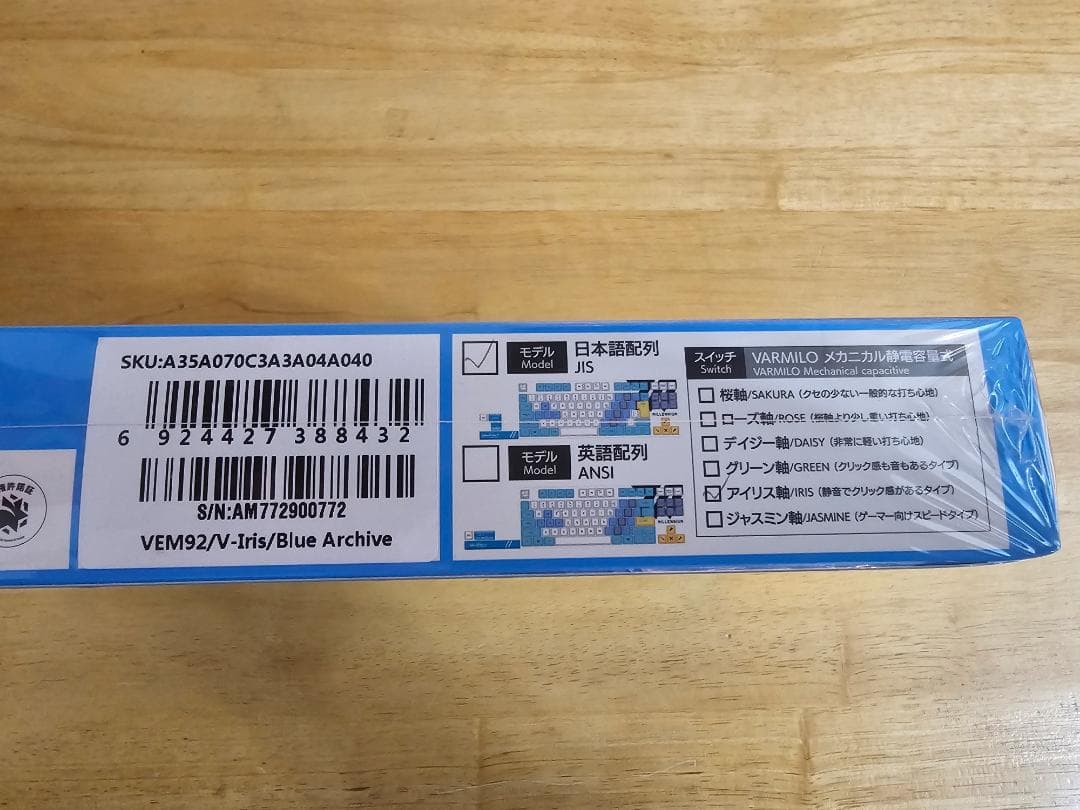 SKU:A35A070C3A3A04A040
6 924427 388432
S/N:AM772900772
VEM92/V-Iris/Blue Archive
モデル
Model
日本語配列
JIS
MILLENNIUM
モデル
Model
英語配列
ANSI
MILLENNIUM
スイッチ
Switch
VARMILO メカニカル静電容量式
VARMILO Mechanical capacitive
桜軸/SAKURA (クセの少ない一般的な打ち心地)
ローズ軸/ROSE (桜軸より少し重い打ち心地)
デイジー軸/DAISY (非常に軽い打ち心地)
グリーン軸/GREEN (クリック感も音もあるタイプ)
アイリス軸/IRIS (静音でクリック感があるタイプ)
ジャスミン軸/JASMINE (ゲーマー向けスピードタイプ)